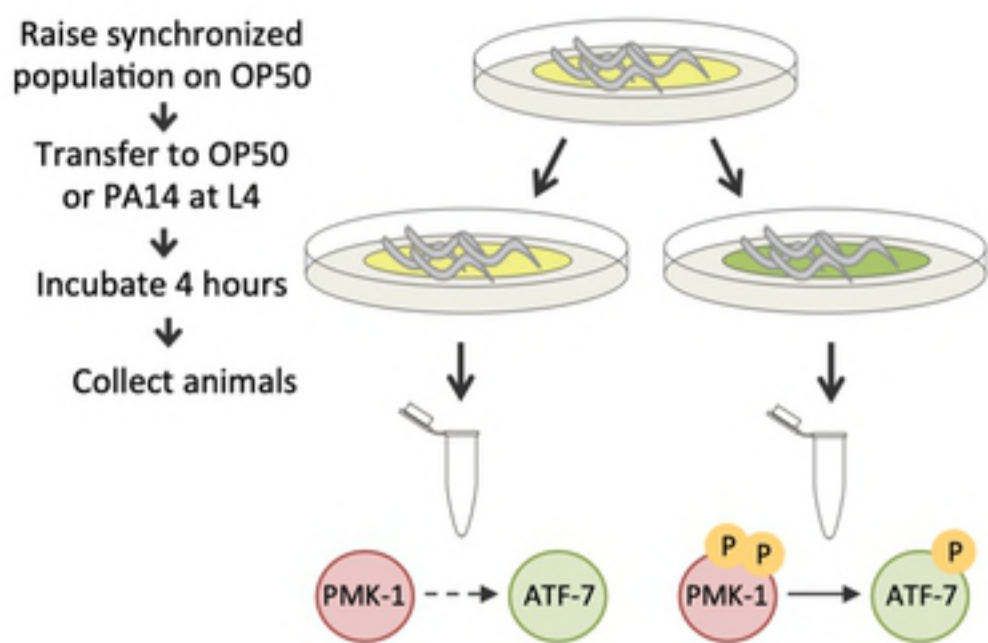 Raise synchronized
population on OP50
Transfer to OP50
or PA14 at L4
Incubate 4 hours
Collect animals
PMK-1
ATF-7
P
P
PMK-1
P
ATF-7